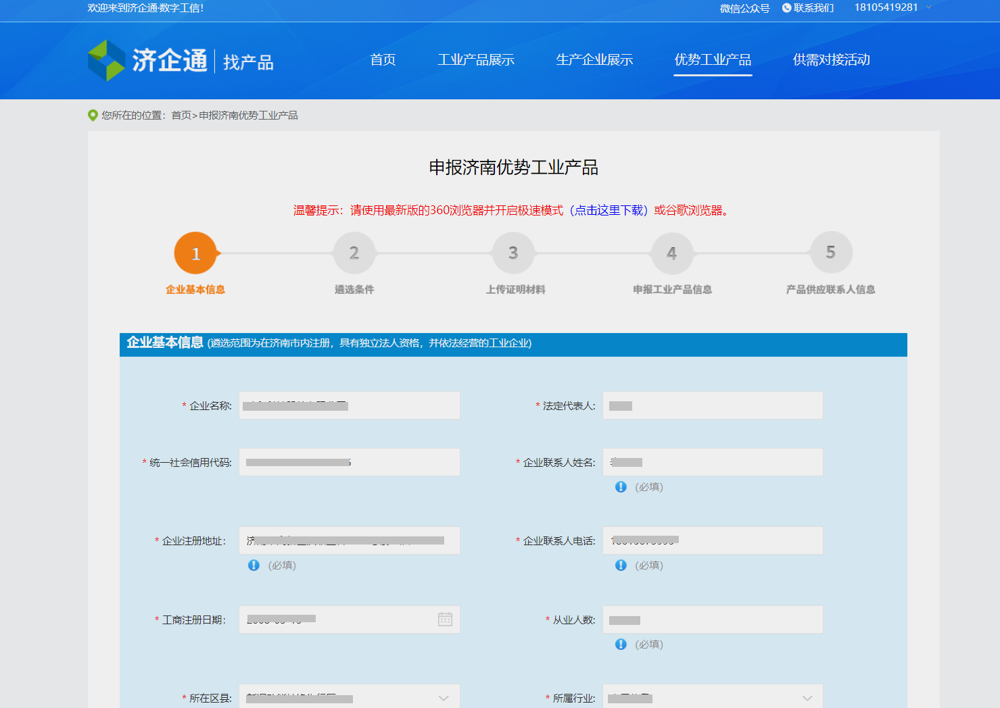 欢迎来到济企通·数字工信！
微信公众号 联系我们 18105419281
济企通 找产品 首页 工业产品展示 生产企业展示 优势工业产品 供需对接活动
您所在的位置：首页>申报济南优势工业产品
申报济南优势工业产品
温馨提示：请使用最新版的360浏览器并开启极速模式（点击这里下载）或谷歌浏览器。
1 2 3 4 5
企业基本信息 遴选条件 上传证明材料 申报工业产品信息 产品供应联系人信息
企业基本信息 (遴选范围为在济南市内注册，具有独立法人资格，并依法经营的工业企业)
* 企业名称: * 法定代表人:
* 统一社会信用代码: * 企业联系人姓名:
(必填)
* 企业注册地址: * 企业联系人电话:
(必填) (必填)
* 工商注册日期: * 从业人数:
(必填)
* 所在区县: * 所属行业: